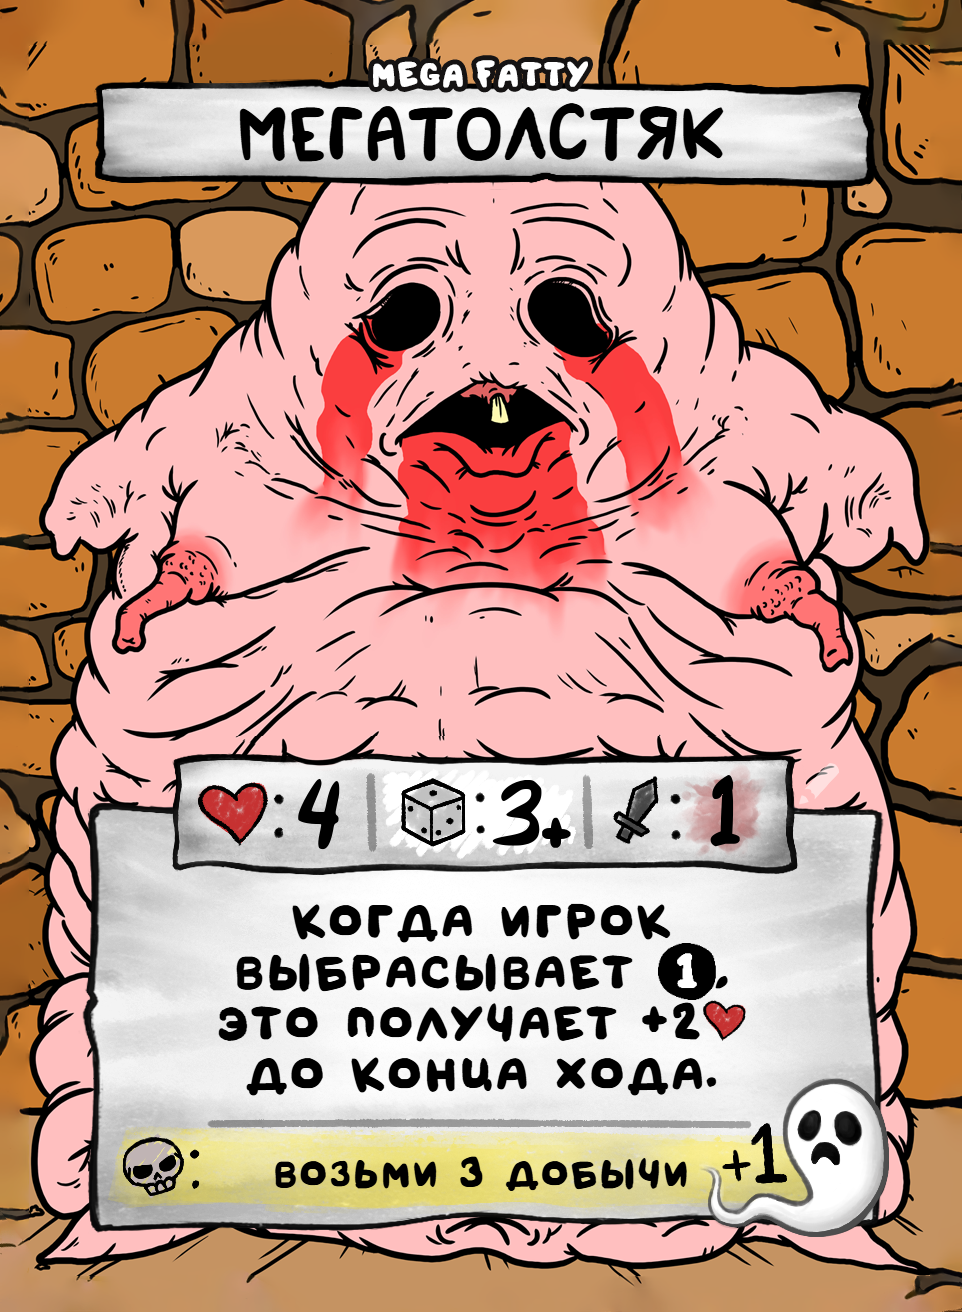 MEGA FATTY
МЕГАТОЛСТЯК
: 4 : 3+ : 1
КОГДА ИГРОК
ВЫБРАСЫВАЕТ 1,
ЭТО ПОЛУЧАЕТ +2
ДО КОНЦА ХОДА.
: ВОЗЬМИ 3 ДОБЫЧИ +1